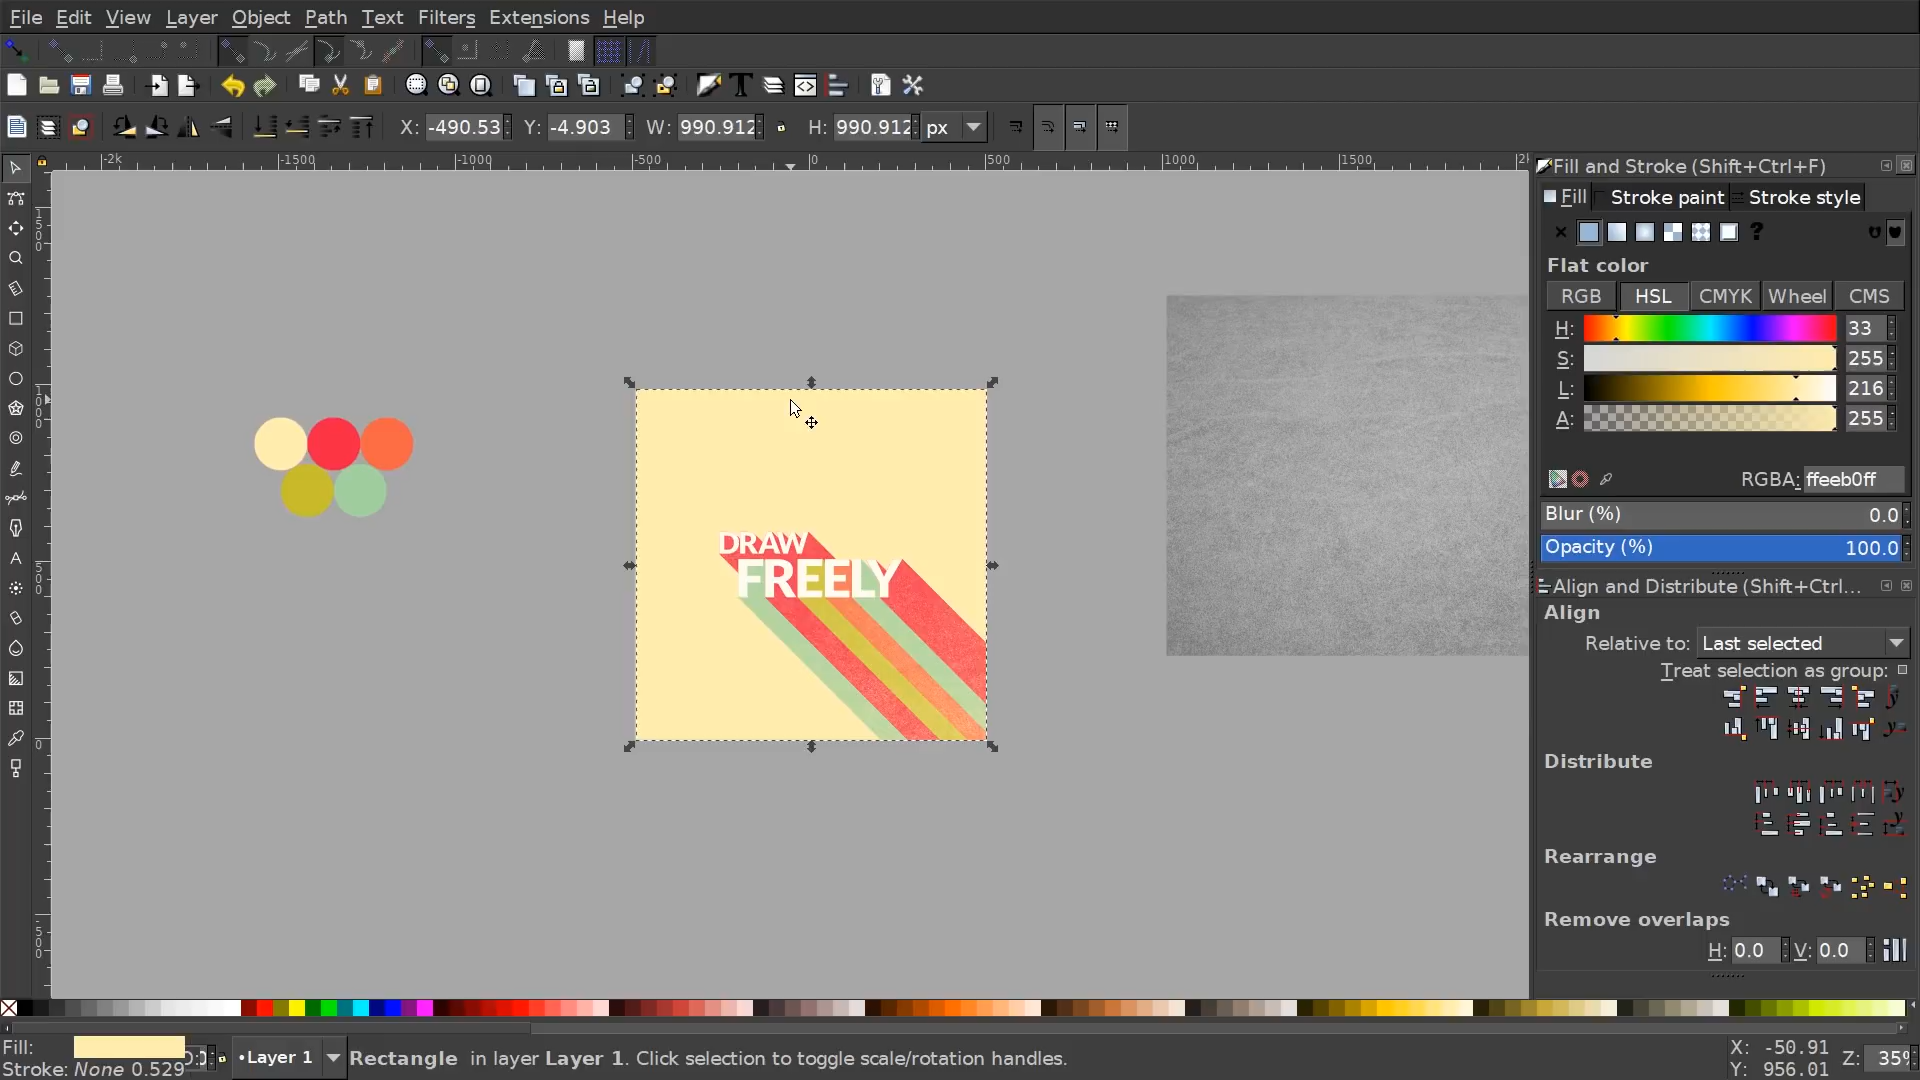 File Edit View Layer Object Path Text Filters Extensions Help
X: -490.53 Y: -4.903 W: 990.912 H: 990.912 px
-2k -1500 -1000 -500 0 500 1000 1500
Fill and Stroke (Shift+Ctrl+F)
Fill Stroke paint Stroke style
?
Flat color
RGB HSL CMYK Wheel CMS
H: 33
S: 255
L: 216
A: 255
RGBA: ffeeb0ff
Blur (%) 0.0
Opacity (%) 100.0
Align and Distribute (Shift+Ctrl...
Align
Relative to: Last selected
Treat selection as group:
Distribute
Rearrange
Remove overlaps
H: 0.0 V: 0.0
DRAW
FREELY
Fill:
Stroke: None 0.529
•Layer 1
Rectangle in layer Layer 1. Click selection to toggle scale/rotation handles.
X: -50.91
Y: 956.01
Z: 35%